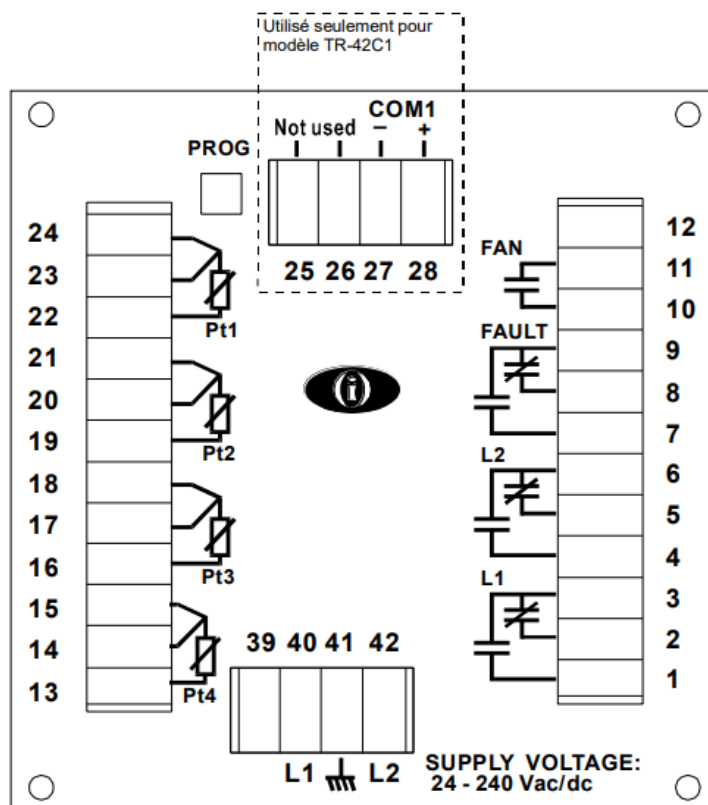 Utilisé seulement pour
modèle TR-42C1
COM1
Not used − +
PROG
25 26 27 28
24
23
22
Pt1
21
20
19
Pt2
18
17
16
Pt3
15
14
13
Pt4
i
FAN
12
11
10
FAULT
9
8
7
L2
6
5
4
L1
3
2
1
39 40 41 42
L1 L2
SUPPLY VOLTAGE:
24 - 240 Vac/dc